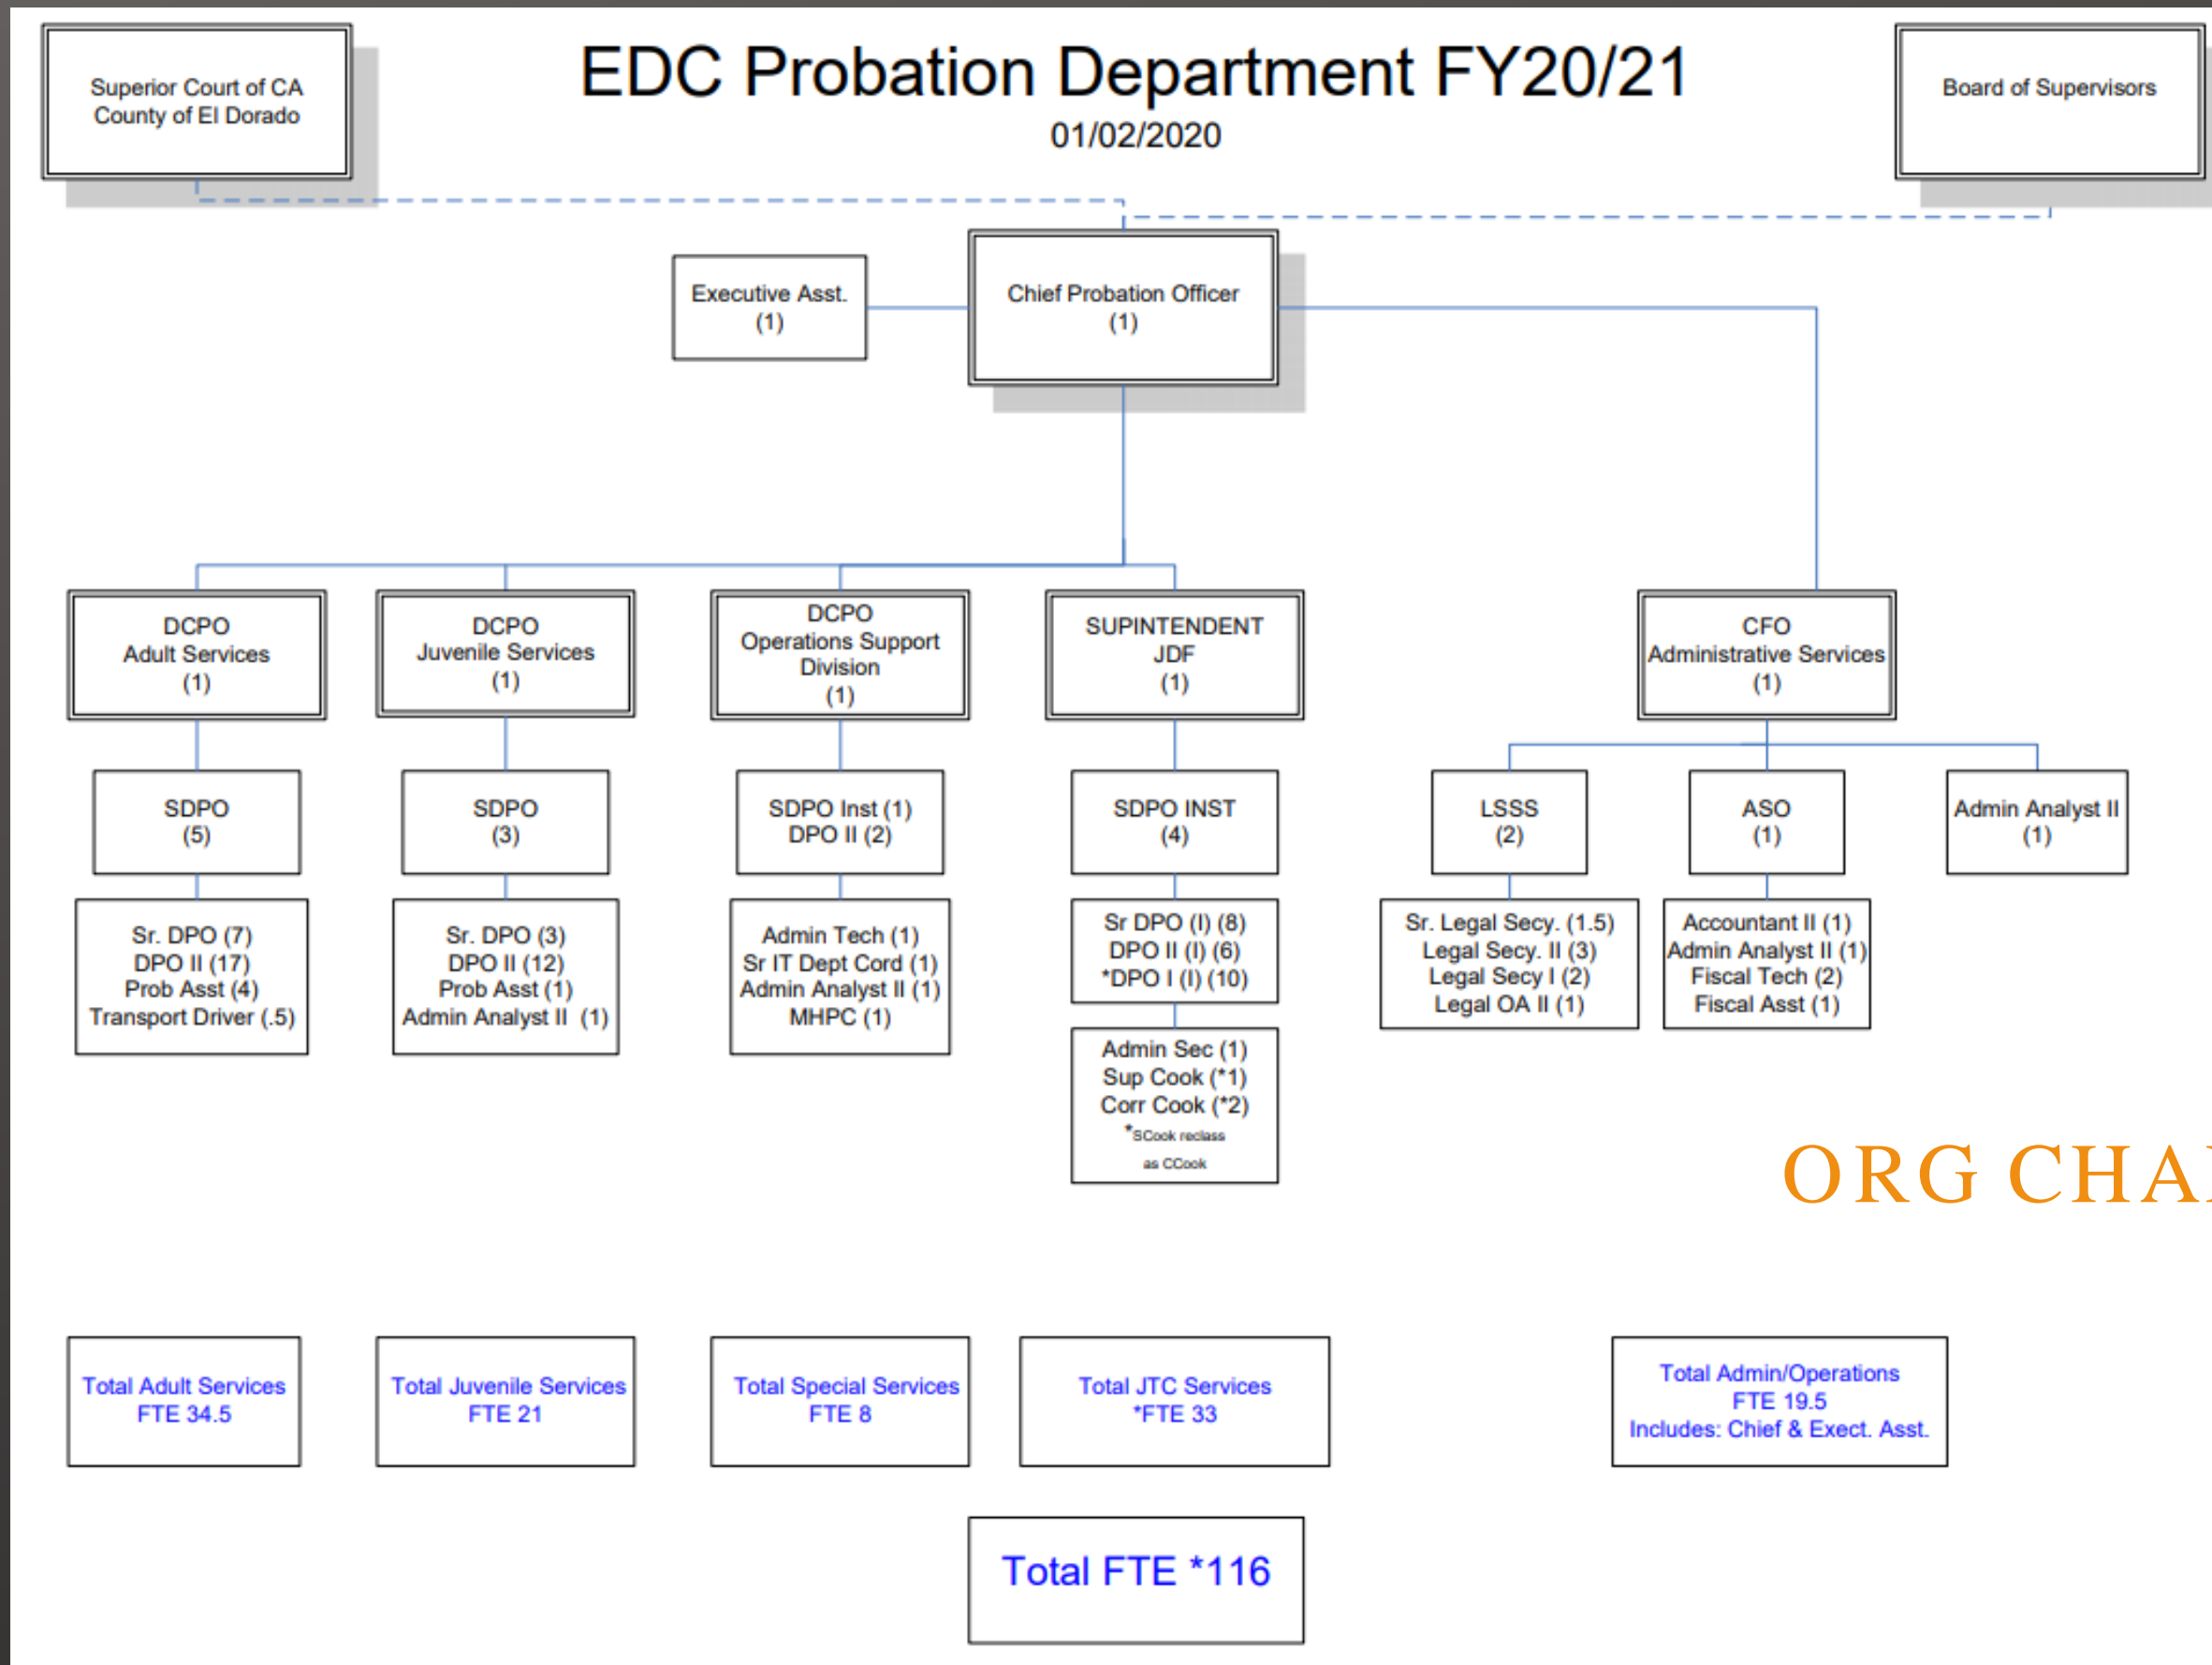 Superior Court of CA
County of El Dorado
EDC Probation Department FY20/21
01/02/2020
Board of Supervisors
Executive Asst.
(1)
Chief Probation Officer
(1)
DCPO
Adult Services
(1)
DCPO
Juvenile Services
(1)
DCPO
Operations Support
Division
(1)
SUPINTENDENT
JDF
(1)
CFO
Administrative Services
(1)
SDPO
(5)
SDPO
(3)
SDPO Inst (1)
DPO II (2)
SDPO INST
(4)
LSSS
(2)
ASO
(1)
Admin Analyst II
(1)
Sr. DPO (7)
DPO II (17)
Prob Asst (4)
Transport Driver (.5)
Sr. DPO (3)
DPO II (12)
Prob Asst (1)
Admin Analyst II (1)
Admin Tech (1)
Sr IT Dept Cord (1)
Admin Analyst II (1)
MHPC (1)
Sr DPO (I) (8)
DPO II (I) (6)
*DPO I (I) (10)
Admin Sec (1)
Sup Cook (*1)
Corr Cook (*2)
*SCook reclass
as CCook
Sr. Legal Secy. (1.5)
Legal Secy. II (3)
Legal Secy I (2)
Legal OA II (1)
Accountant II (1)
Admin Analyst II (1)
Fiscal Tech (2)
Fiscal Asst (1)
ORG
Total Adult Services
FTE 34.5
Total Juvenile Services
FTE 21
Total Special Services
FTE 8
Total JTC Services
*FTE 33
Total Admin/Operations
FTE 19.5
Includes: Chief & Exect. Asst.
Total FTE *116